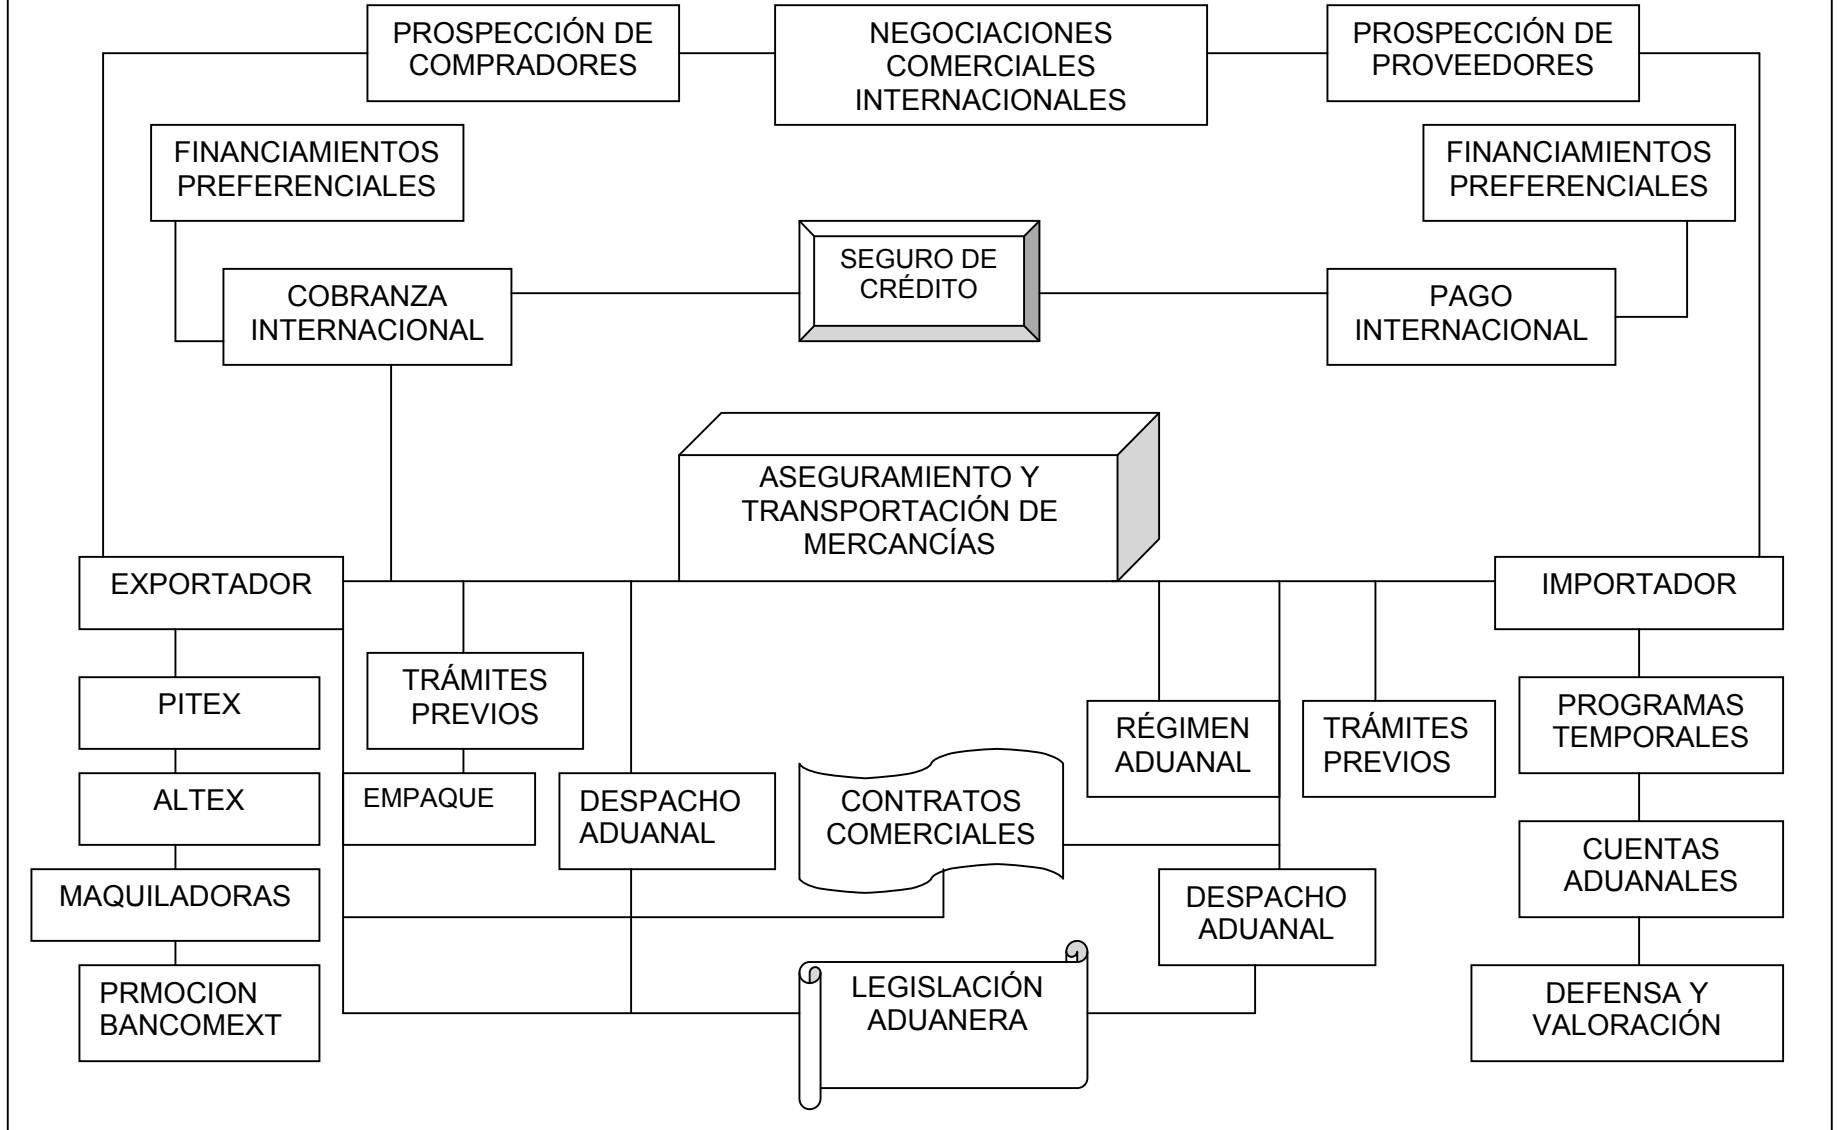 PROSPECCIÓN DE
COMPRADORES
NEGOCIACIONES
COMERCIALES
INTERNACIONALES
PROSPECCIÓN DE
PROVEEDORES
FINANCIAMIENTOS
PREFERENCIALES
FINANCIAMIENTOS
PREFERENCIALES
SEGURO DE
CRÉDITO
COBRANZA
INTERNACIONAL
PAGO
INTERNACIONAL
ASEGURAMIENTO Y
TRANSPORTACIÓN DE
MERCANCÍAS
EXPORTADOR
IMPORTADOR
PITEX
TRÁMITES
PREVIOS
RÉGIMEN
ADUANAL
TRÁMITES
PREVIOS
PROGRAMAS
TEMPORALES
ALTEX
EMPAQUE
DESPACHO
ADUANAL
CONTRATOS
COMERCIALES
CUENTAS
ADUANALES
MAQUILADORAS
DESPACHO
ADUANAL
PRMOCION
BANCOMEXT
LEGISLACIÓN
ADUANERA
DEFENSA Y
VALORACIÓN